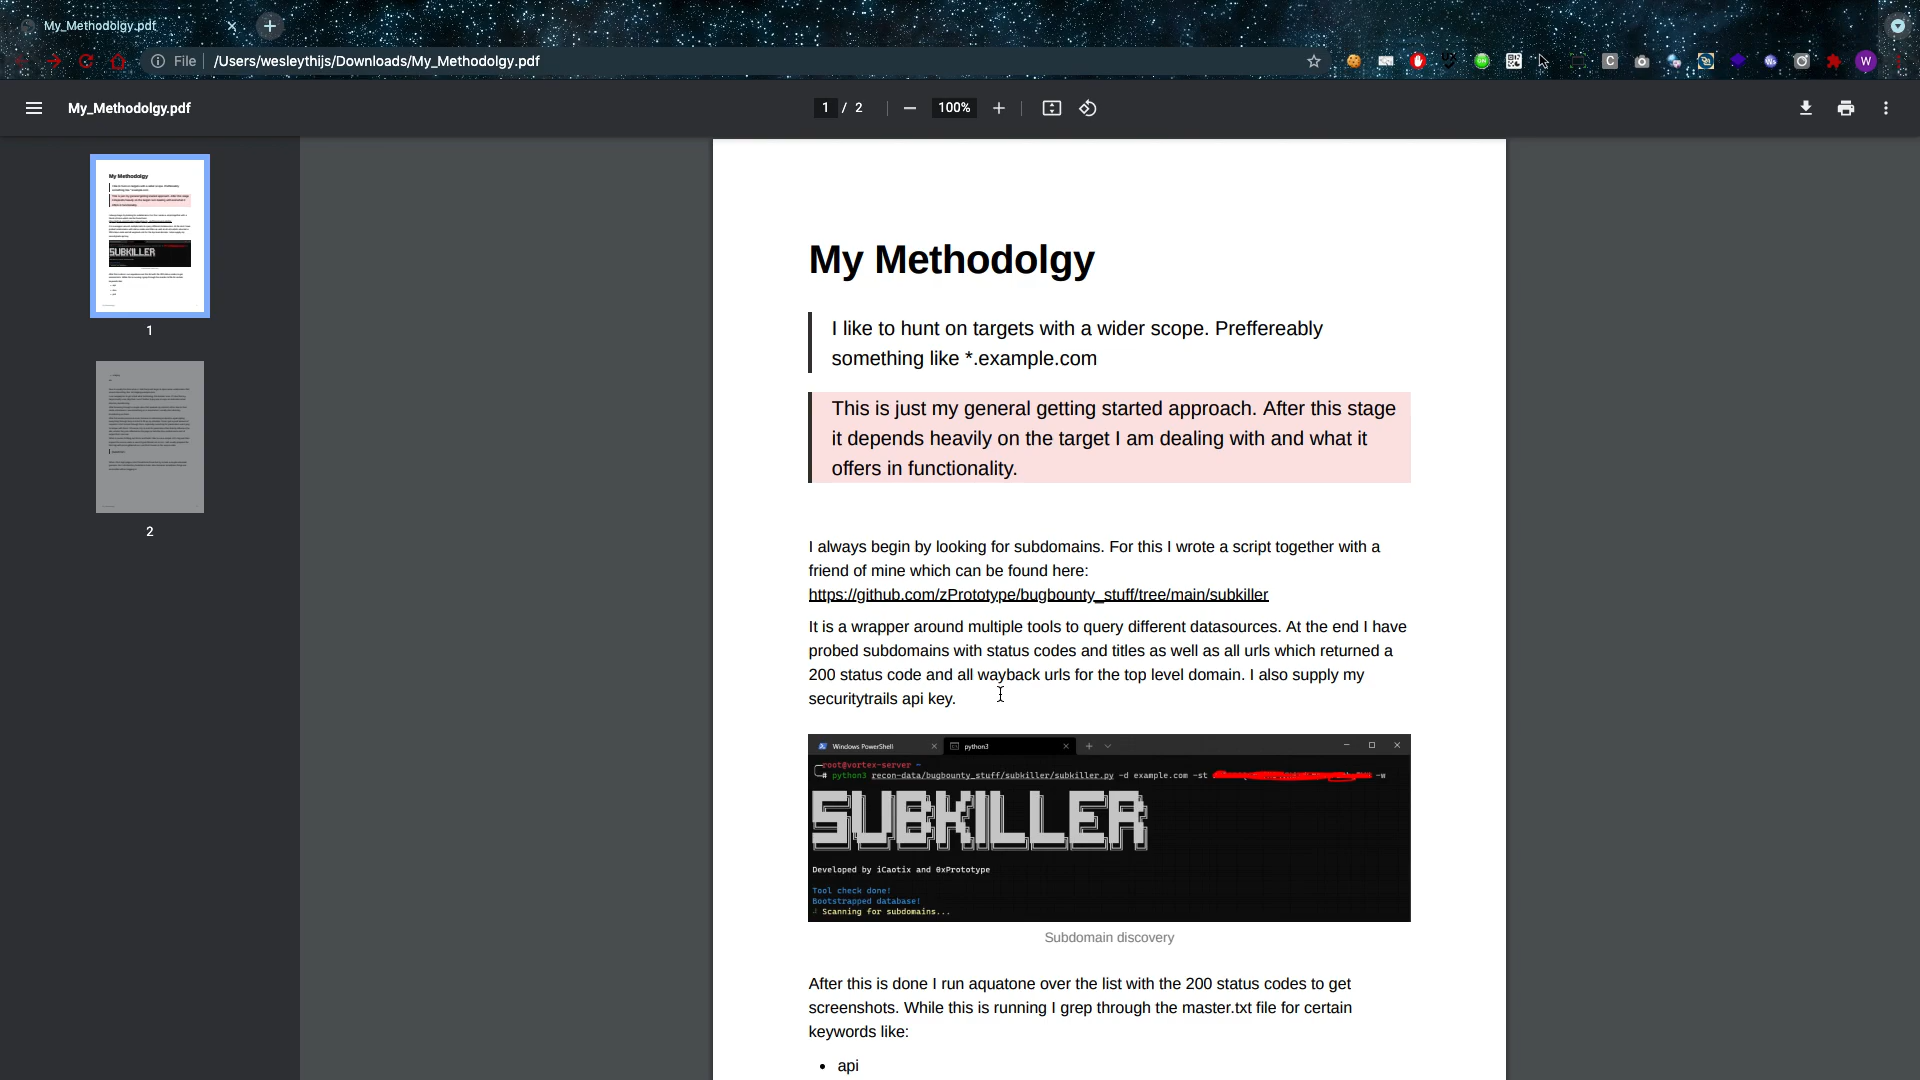 My_Methodolgy.pdf
File
/Users/wesleythijs/Downloads/My_Methodolgy.pdf
W
My_Methodolgy.pdf
1 / 2
100%
My Methodolgy
I like to hunt on targets with a wider scope. Preffereably
something like *.example.com
This is just my general getting started approach. After this stage
it depends heavily on the target I am dealing with and what it
offers in functionality.
I always begin by looking for subdomains. For this I wrote a script together with a
friend of mine which can be found here:
https://github.com/zPrototype/bugbounty_stuff/tree/main/subkiller
It is a wrapper around multiple tools to query different datasources. At the end I have
probed subdomains with status codes and titles as well as all urls which returned a
200 status code and all wayback urls for the top level domain. I also supply my
securitytrails api key.
Windows PowerShell
python3
root@vortex-server ~
# python3 recon-data/bugbounty_stuff/subkiller/subkiller.py -d example.com -st
-w
SUBKILLER
Developed by iCaotix and 0xPrototype
Tool check done!
Bootstrapped database!
Scanning for subdomains...
Subdomain discovery
After this is done I run aquatone over the list with the 200 status codes to get
screenshots. While this is running I grep through the master.txt file for certain
keywords like:
• api
My Methodolgy
SUBKILLER
1
2